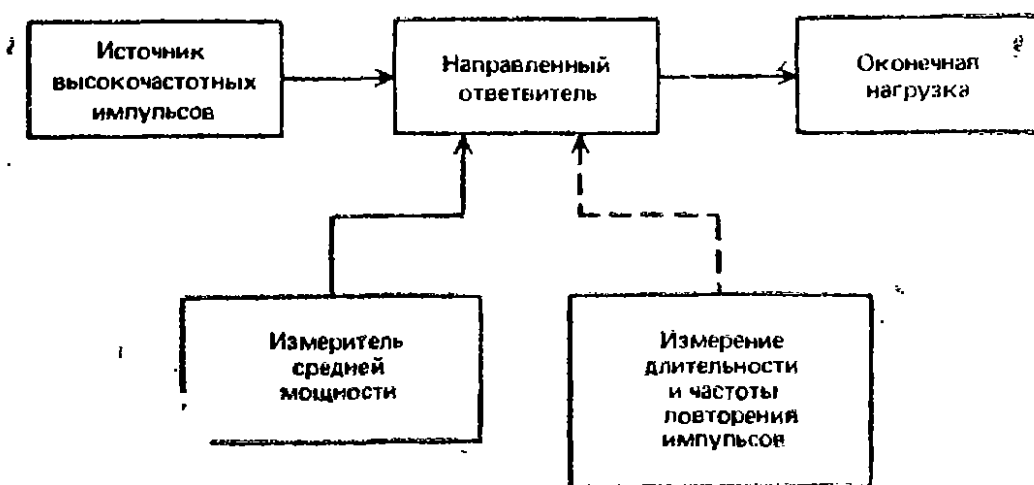 Источник
высокочастотных
импульсов
Направленный
ответвитель
Оконечная
нагрузка
Измеритель
средней
мощности
Измерение
длительности
и частоты
повторения
импульсов